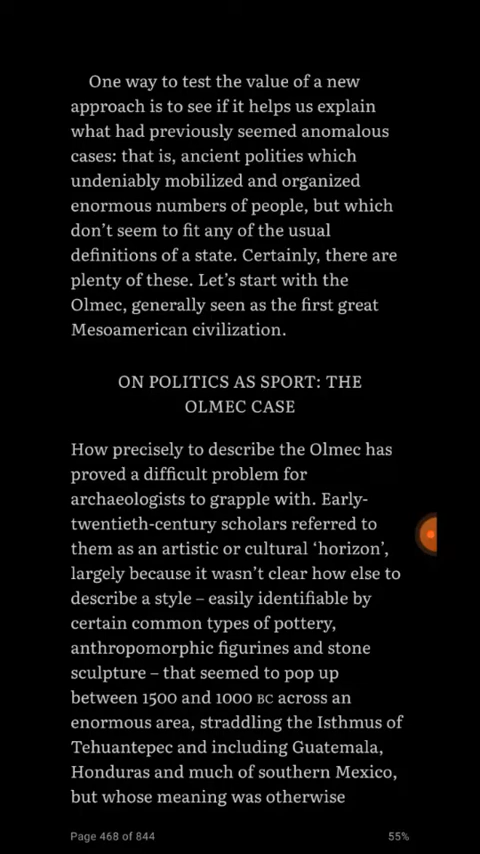 One way to test the value of a new
approach is to see if it helps us explain
what had previously seemed anomalous
cases: that is, ancient polities which
undeniably mobilized and organized
enormous numbers of people, but which
don’t seem to fit any of the usual
definitions of a state. Certainly, there are
plenty of these. Let’s start with the
Olmec, generally seen as the first great
Mesoamerican civilization.
ON POLITICS AS SPORT: THE
OLMEC CASE
How precisely to describe the Olmec has
proved a difficult problem for
archaeologists to grapple with. Early-
twentieth-century scholars referred to
them as an artistic or cultural ‘horizon’,
largely because it wasn’t clear how else to
describe a style – easily identifiable by
certain common types of pottery,
anthropomorphic figurines and stone
sculpture – that seemed to pop up
between 1500 and 1000 BC across an
enormous area, straddling the Isthmus of
Tehuantepec and including Guatemala,
Honduras and much of southern Mexico,
but whose meaning was otherwise
Page 468 of 844 55%